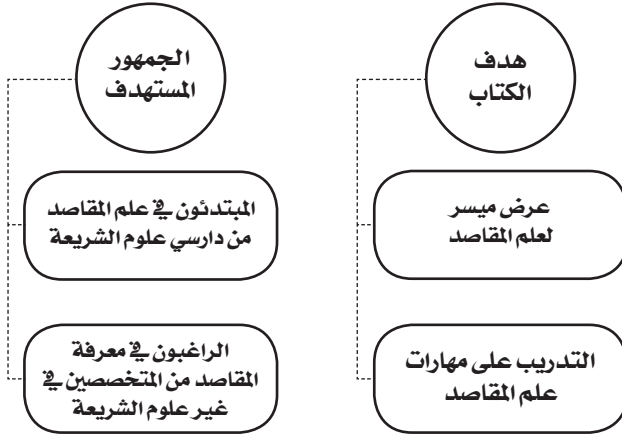 هدف
الكتاب
عرض ميسر
لعلم المقاصد
التدريب على مهارات
علم المقاصد
الجمهور
المستهدف
المبتدئون في علم المقاصد
من دارسي علوم الشريعة
الراغبون في معرفة
المقاصد من المتخصصين في
غير علوم الشريعة